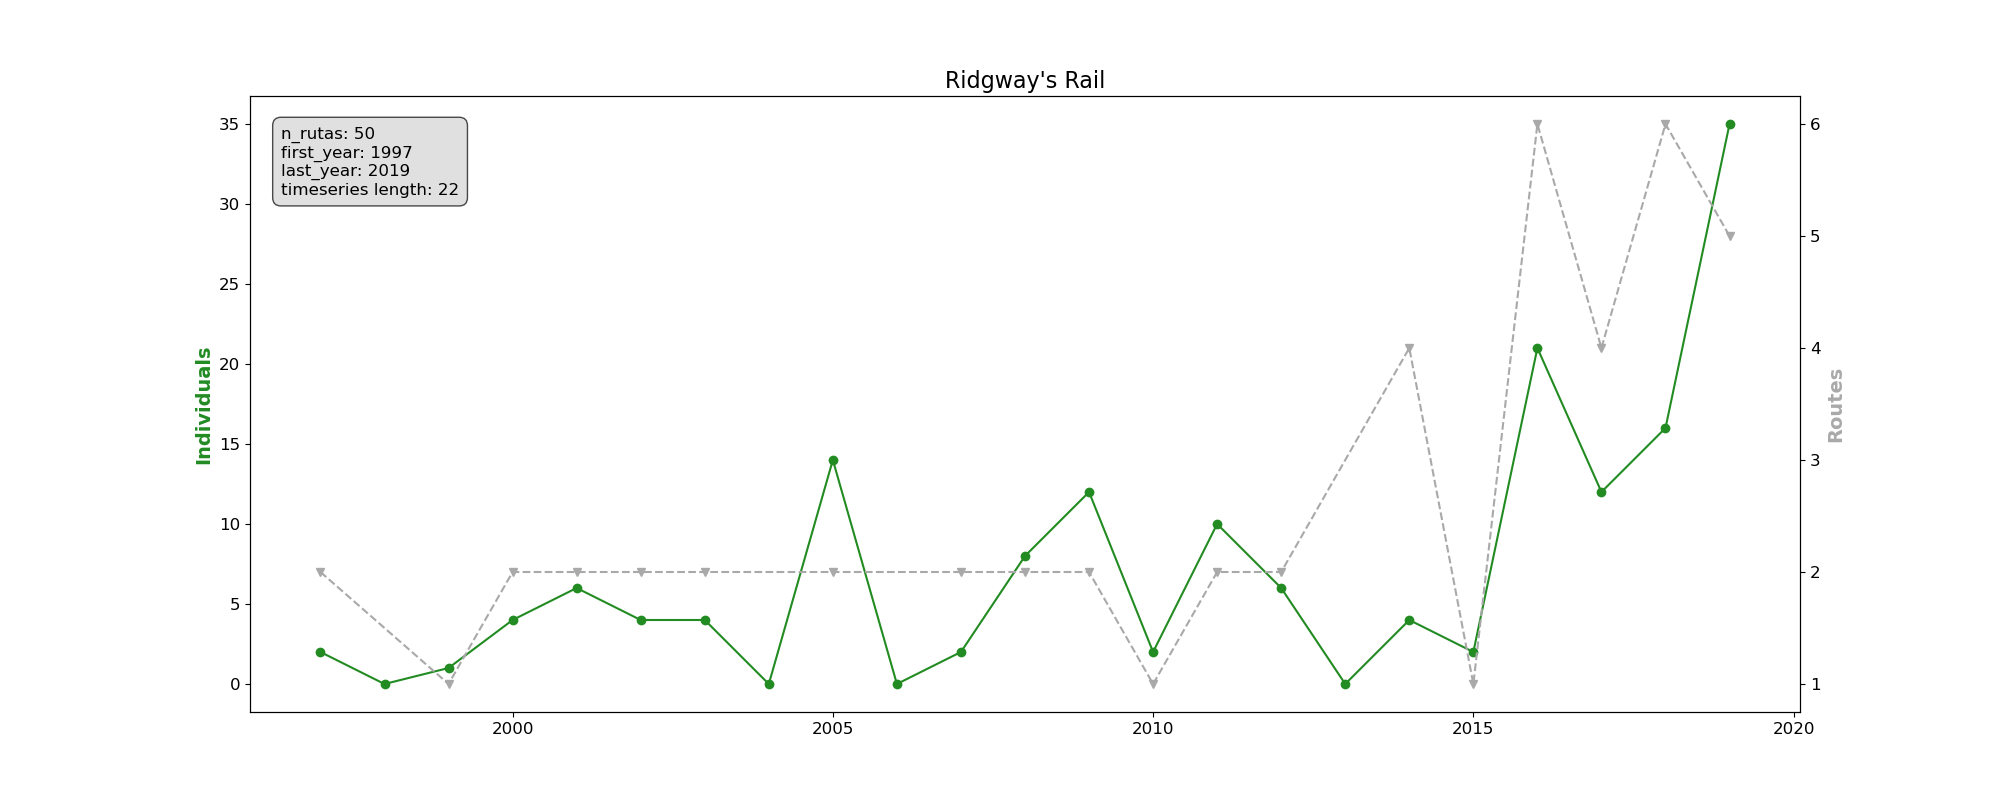 Ridgway's Rail
n_rutas: 50
first_year: 1997
last_year: 2019
timeseries length: 22
35
30
25
20
15
10
5
0
Individuals
6
5
4
3
2
1
Routes
2000
2005
2010
2015
2020